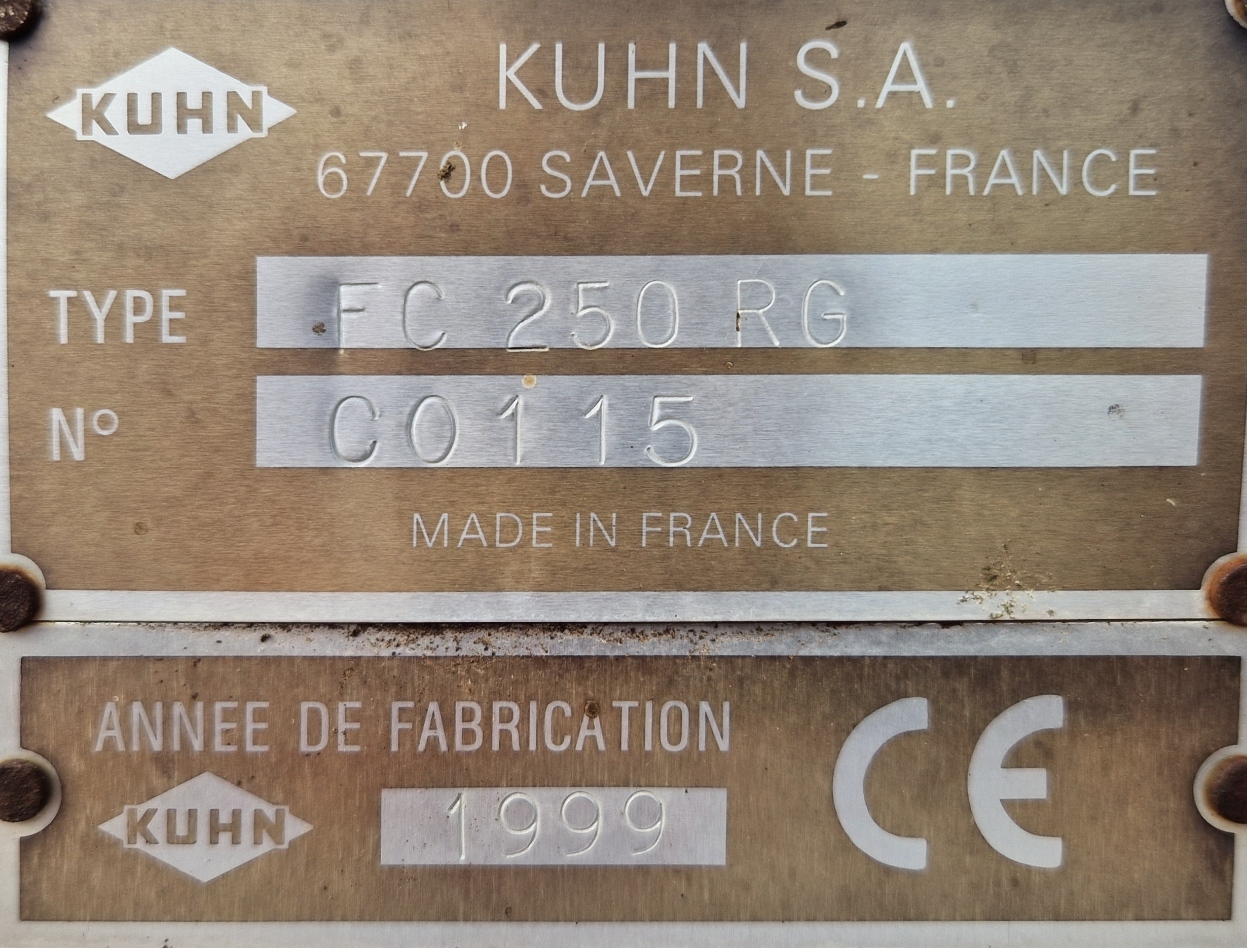 KUHN
KUHN S.A.
67700 SAVERNE - FRANCE
TYPE FC 250 RG
N° C0115
MADE IN FRANCE
ANNEE DE FABRICATION
KUHN
1999
CE